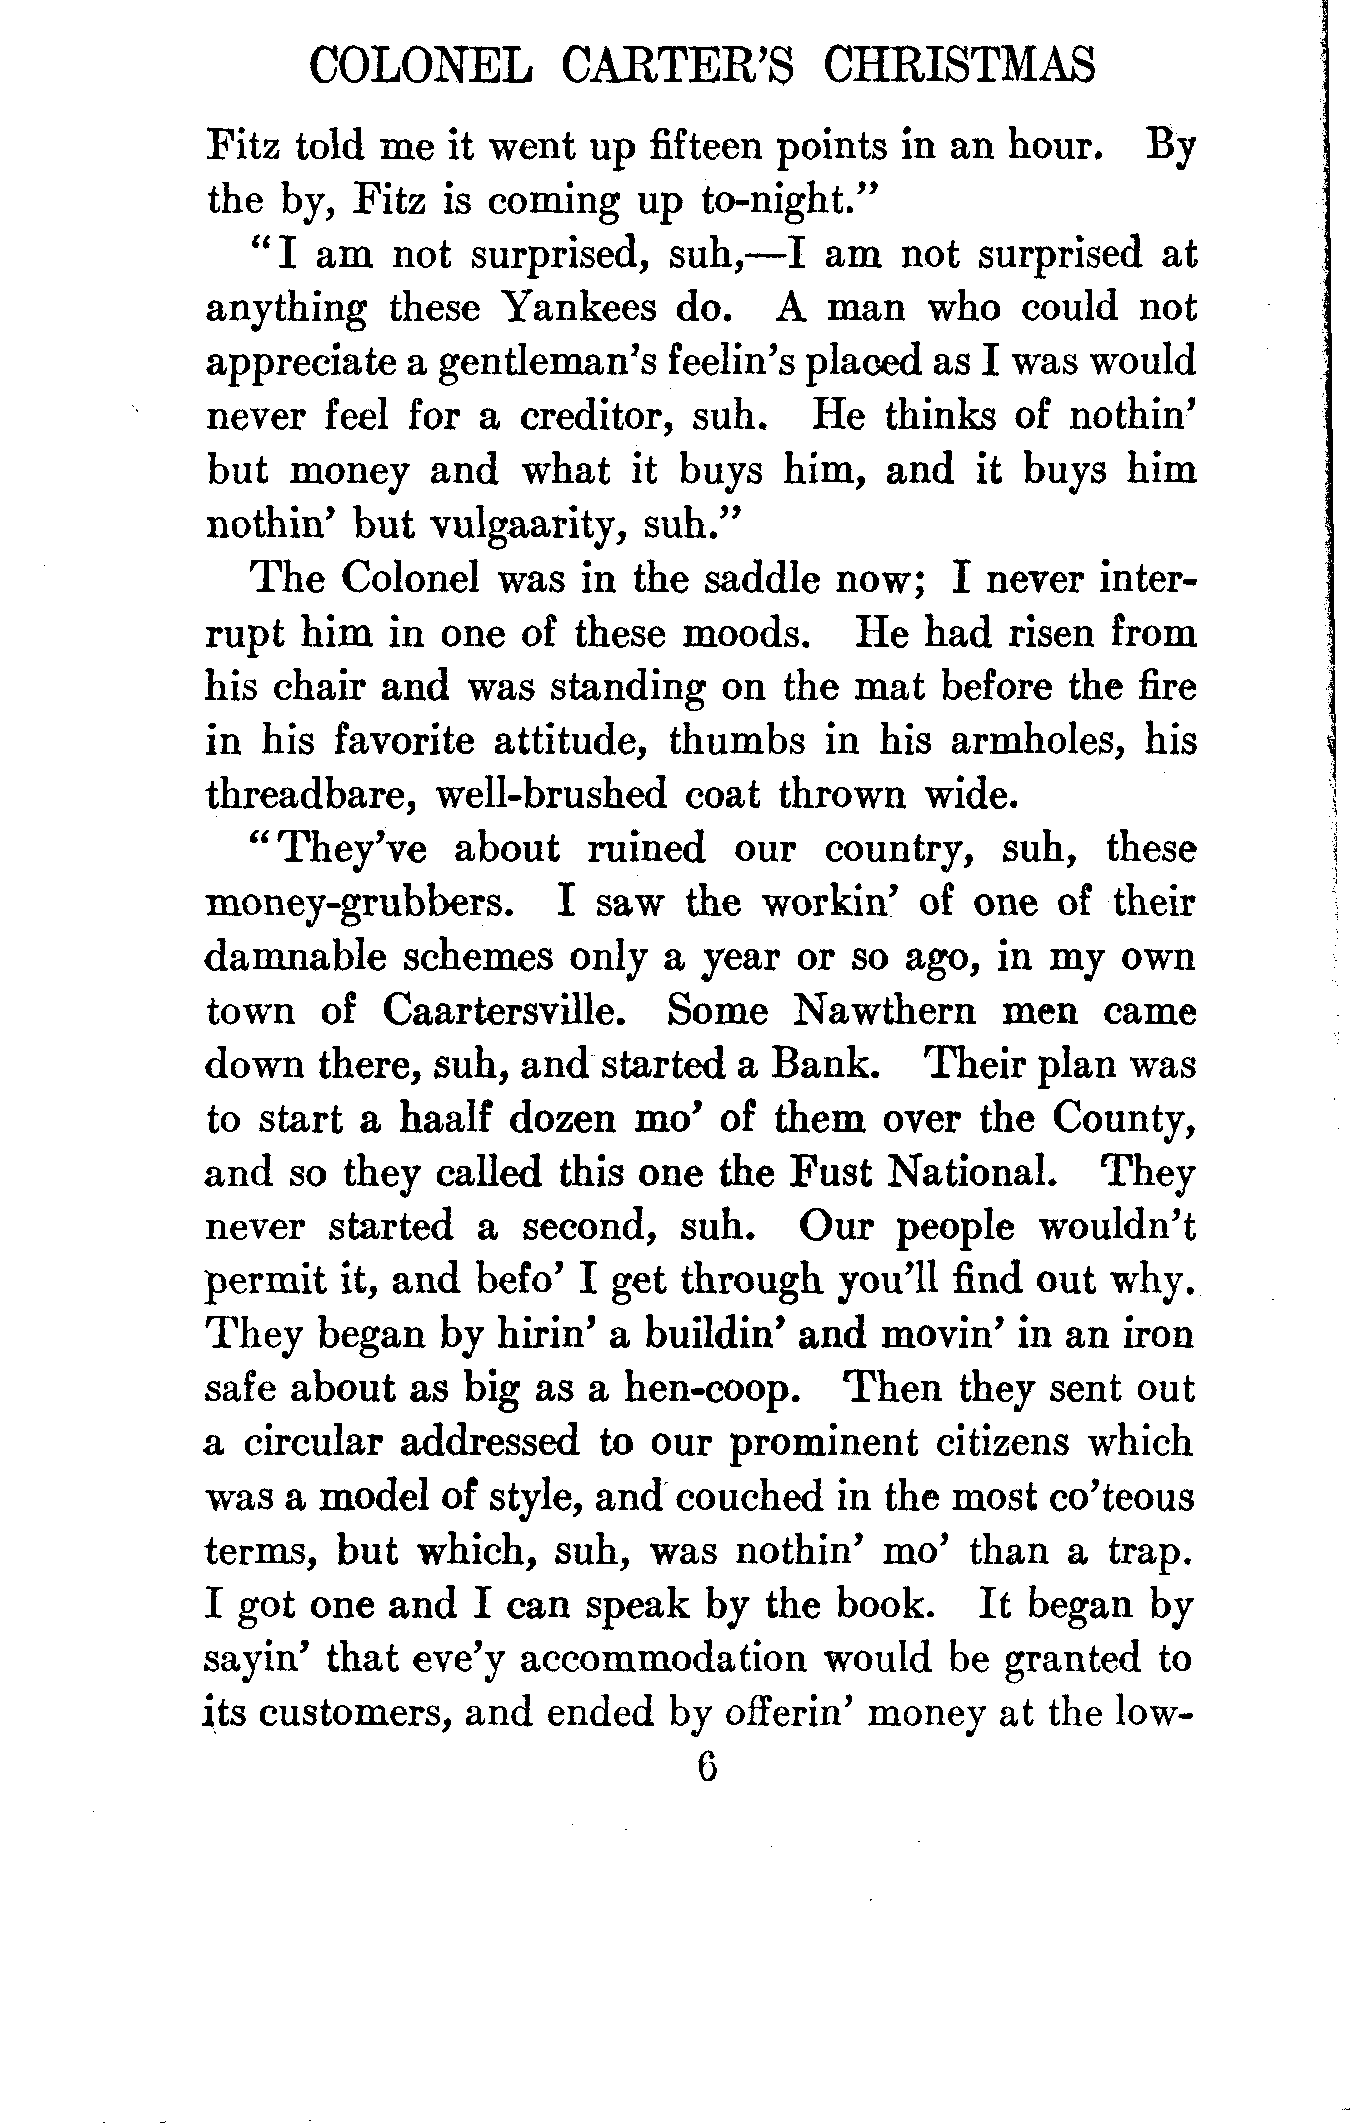 COLONEL CARTER'S CHRISTMAS
Fitz told me it went up fifteen points in an hour. By
the by, Fitz is coming up to-night."
"I am not surprised, suh,—I am not surprised at
anything these Yankees do. A man who could not
appreciate a gentleman's feelin's placed as I was would
never feel for a creditor, suh. He thinks of nothin'
but money and what it buys him, and it buys him
nothin' but vulgaarity, suh."
The Colonel was in the saddle now; I never inter-
rupt him in one of these moods. He had risen from
his chair and was standing on the mat before the fire
in his favorite attitude, thumbs in his armholes, his
threadbare, well-brushed coat thrown wide.
"They've about ruined our country, suh, these
money-grubbers. I saw the workin' of one of their
damnable schemes only a year or so ago, in my own
town of Caartersville. Some Nawthern men came
down there, suh, and started a Bank. Their plan was
to start a haalf dozen mo' of them over the County,
and so they called this one the Fust National. They
never started a second, suh. Our people wouldn't
permit it, and befo' I get through you'll find out why.
They began by hirin' a buildin' and movin' in an iron
safe about as big as a hen-coop. Then they sent out
a circular addressed to our prominent citizens which
was a model of style, and couched in the most co'teous
terms, but which, suh, was nothin' mo' than a trap.
I got one and I can speak by the book. It began by
sayin' that eve'y accommodation would be granted to
its customers, and ended by offerin' money at the low-
6